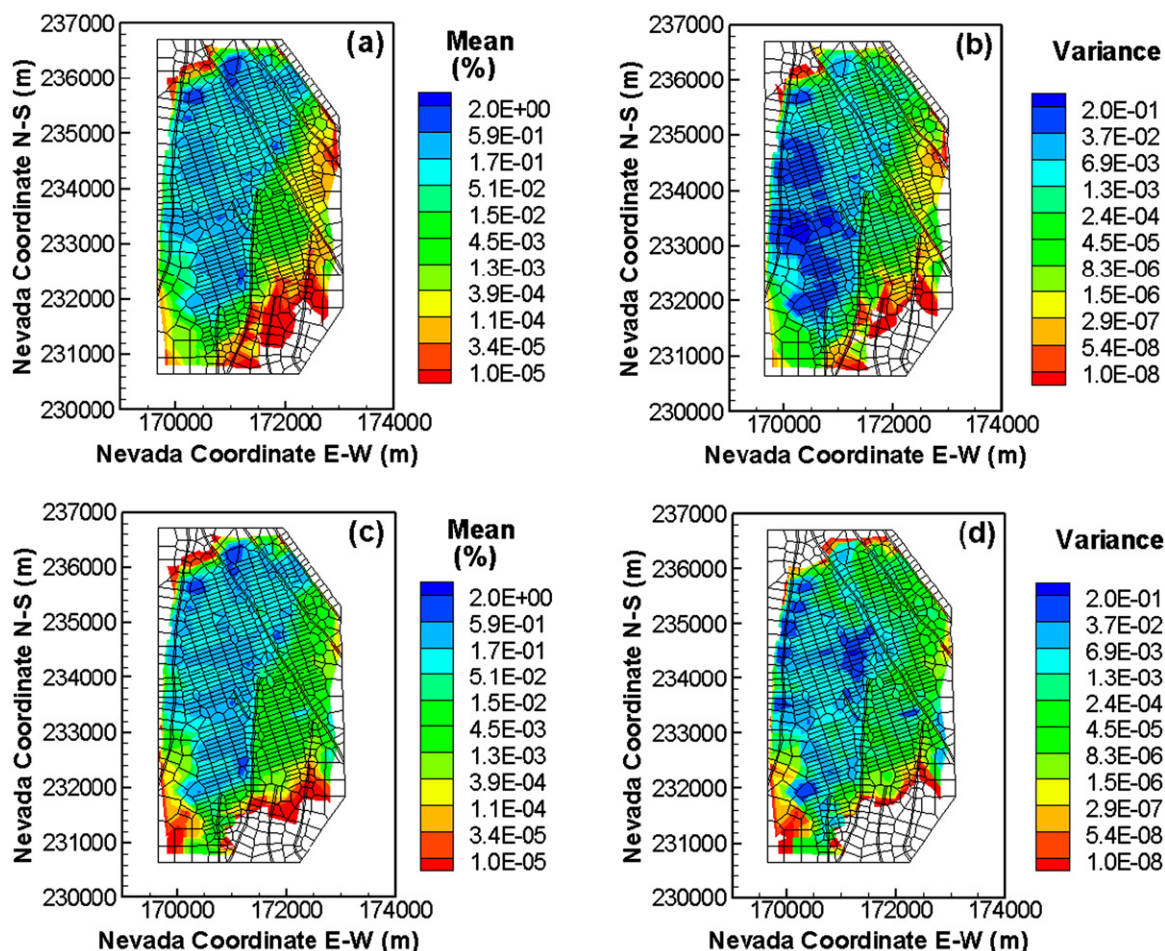 (a)
Nevada Coordinate N-S (m)
237000
236000
235000
234000
233000
232000
231000
230000
170000 172000 174000
Nevada Coordinate E-W (m)
Mean
(%)
2.0E+00
5.9E-01
1.7E-01
5.1E-02
1.5E-02
4.5E-03
1.3E-03
3.9E-04
1.1E-04
3.4E-05
1.0E-05
(b)
Nevada Coordinate N-S (m)
237000
236000
235000
234000
233000
232000
231000
230000
170000 172000 174000
Nevada Coordinate E-W (m)
Variance
2.0E-01
3.7E-02
6.9E-03
1.3E-03
2.4E-04
4.5E-05
8.3E-06
1.5E-06
2.9E-07
5.4E-08
1.0E-08
(c)
Nevada Coordinate N-S (m)
237000
236000
235000
234000
233000
232000
231000
230000
170000 172000 174000
Nevada Coordinate E-W (m)
Mean
(%)
2.0E+00
5.9E-01
1.7E-01
5.1E-02
1.5E-02
4.5E-03
1.3E-03
3.9E-04
1.1E-04
3.4E-05
1.0E-05
(d)
Nevada Coordinate N-S (m)
237000
236000
235000
234000
233000
232000
231000
230000
170000 172000 174000
Nevada Coordinate E-W (m)
Variance
2.0E-01
3.7E-02
6.9E-03
1.3E-03
2.4E-04
4.5E-05
8.3E-06
1.5E-06
2.9E-07
5.4E-08
1.0E-08